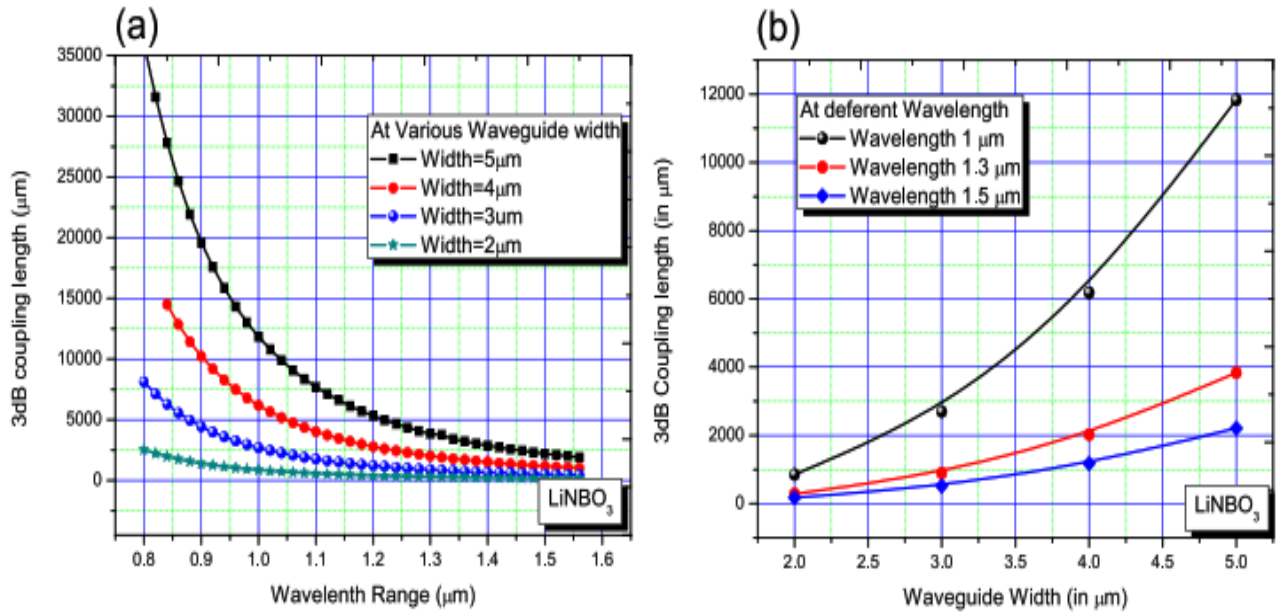 (a)
35000
30000
25000
20000
15000
10000
5000
0
3dB coupling length (μm)
At Various Waveguide width
Width=5μm
Width=4μm
Width=3um
Width=2μm
LiNBO3
0.8 0.9 1.0 1.1 1.2 1.3 1.4 1.5 1.6
Wavelenth Range (μm)
(b)
12000
10000
8000
6000
4000
2000
0
3dB Coupling length (in μm)
At deferent Wavelength
Wavelength 1 μm
Wavelength 1.3 μm
Wavelength 1.5 μm
LiNBO3
2.0 2.5 3.0 3.5 4.0 4.5 5.0
Waveguide Width (in μm)